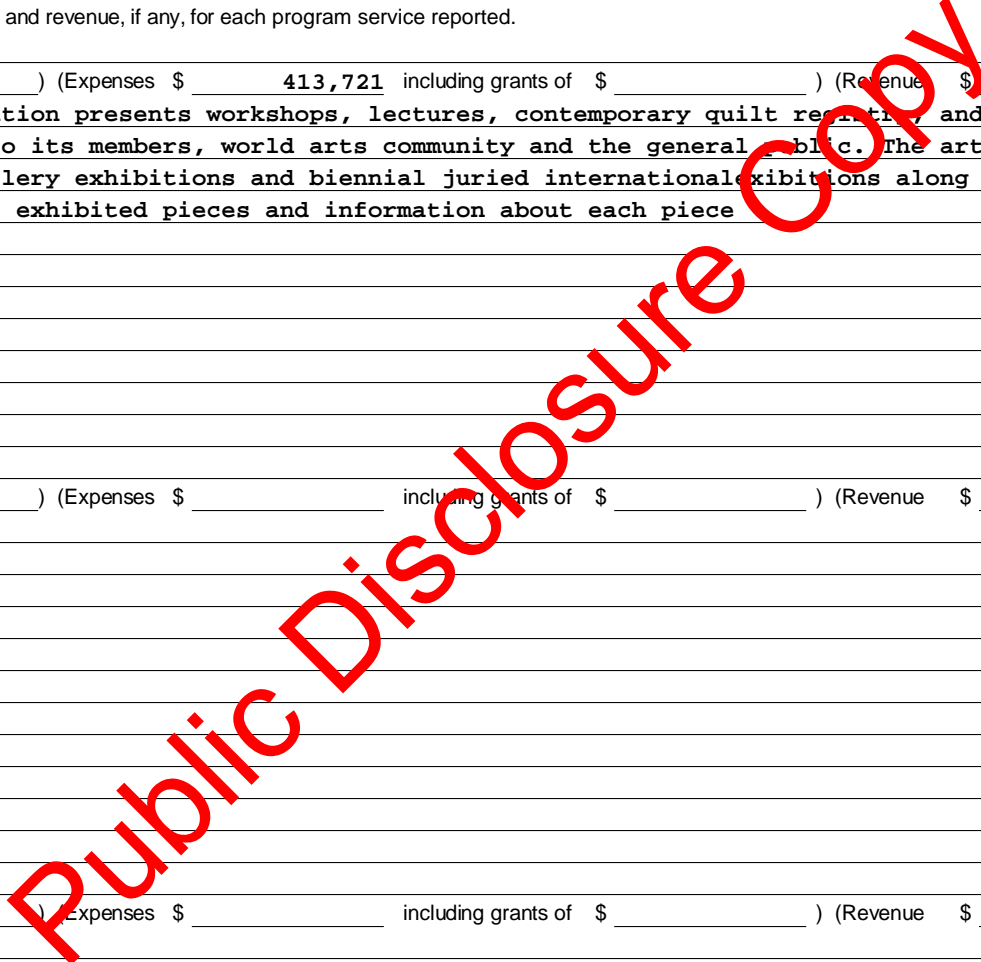 and revenue, if any, for each program service reported.
) (Expenses $ 413,721 including grants of $ ) (Revenue $
tion presents workshops, lectures, contemporary quilt registry, and
o its members, world arts community and the general public. The art
lery exhibitions and biennial juried internationalexibitions along
exhibited pieces and information about each piece
) (Expenses $ including grants of $ ) (Revenue $
) (Expenses $ including grants of $ ) (Revenue $
Public Disclosure Copy